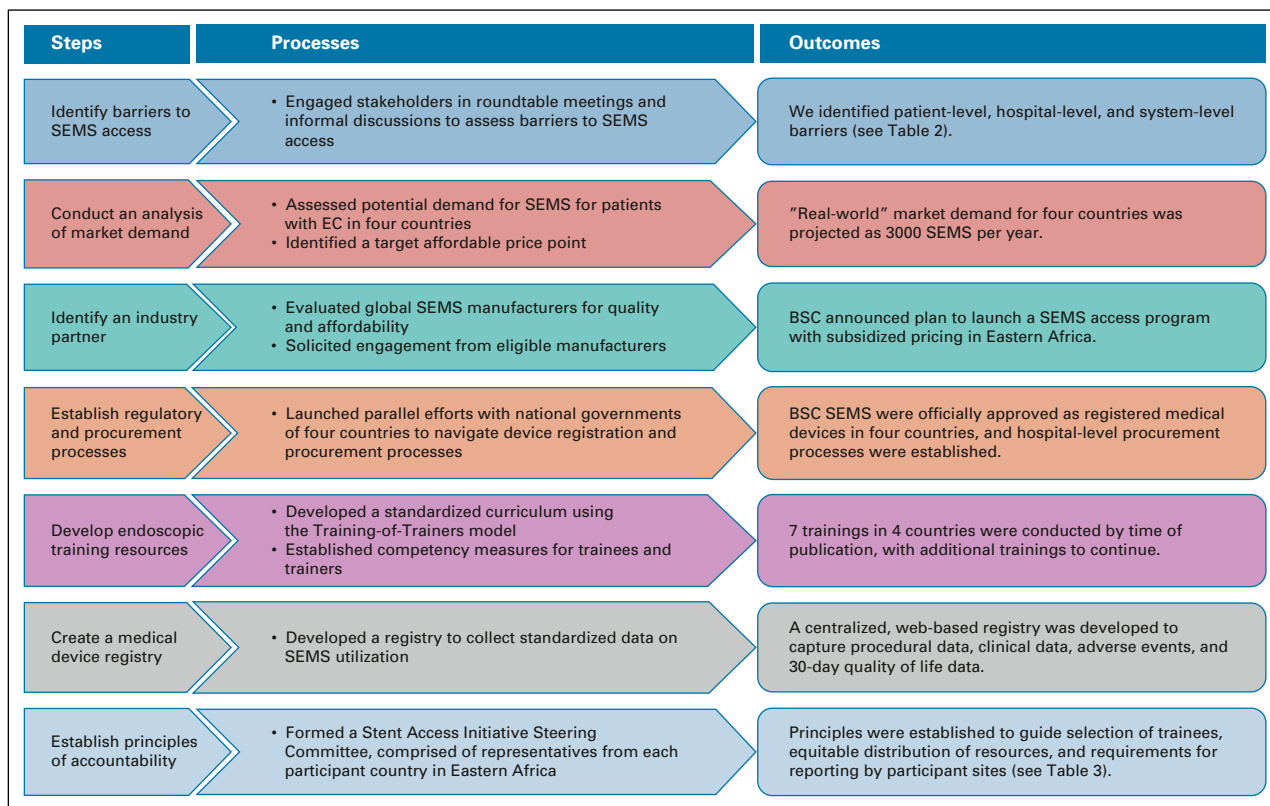 Steps
Processes
Outcomes
Identify barriers to
SEMS access
• Engaged stakeholders in roundtable meetings and
informal discussions to assess barriers to SEMS
access
We identified patient-level, hospital-level, and system-level
barriers (see Table 2).
Conduct an analysis
of market demand
• Assessed potential demand for SEMS for patients
with EC in four countries
• Identified a target affordable price point
"Real-world" market demand for four countries was
projected as 3000 SEMS per year.
Identify an industry
partner
• Evaluated global SEMS manufacturers for quality
and affordability
• Solicited engagement from eligible manufacturers
BSC announced plan to launch a SEMS access program
with subsidized pricing in Eastern Africa.
Establish regulatory
and procurement
processes
• Launched parallel efforts with national governments
of four countries to navigate device registration and
procurement processes
BSC SEMS were officially approved as registered medical
devices in four countries, and hospital-level procurement
processes were established.
Develop endoscopic
training resources
• Developed a standardized curriculum using
the Training-of-Trainers model
• Established competency measures for trainees and
trainers
7 trainings in 4 countries were conducted by time of
publication, with additional trainings to continue.
Create a medical
device registry
• Developed a registry to collect standardized data on
SEMS utilization
A centralized, web-based registry was developed to
capture procedural data, clinical data, adverse events, and
30-day quality of life data.
Establish principles
of accountability
• Formed a Stent Access Initiative Steering
Committee, comprised of representatives from each
participant country in Eastern Africa
Principles were established to guide selection of trainees,
equitable distribution of resources, and requirements for
reporting by participant sites (see Table 3).